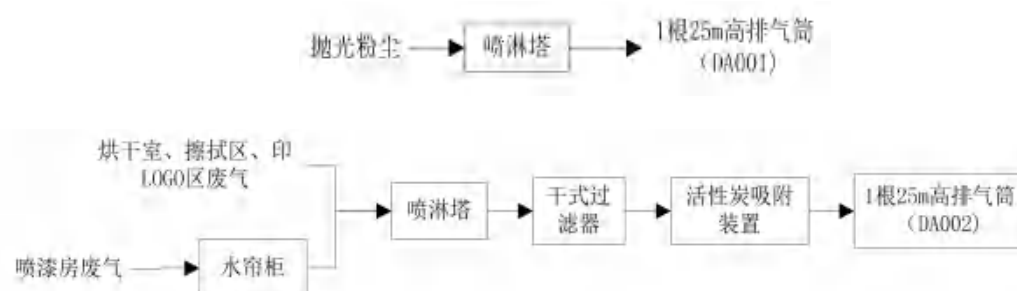 抛光粉尘
喷淋塔
1根25m高排气筒
(DA001)
烘干室、擦拭区、印
LOGO区废气
喷淋塔
干式过
滤器
活性炭吸附
装置
1根25m高排气筒
(DA002)
喷漆房废气
水帘柜